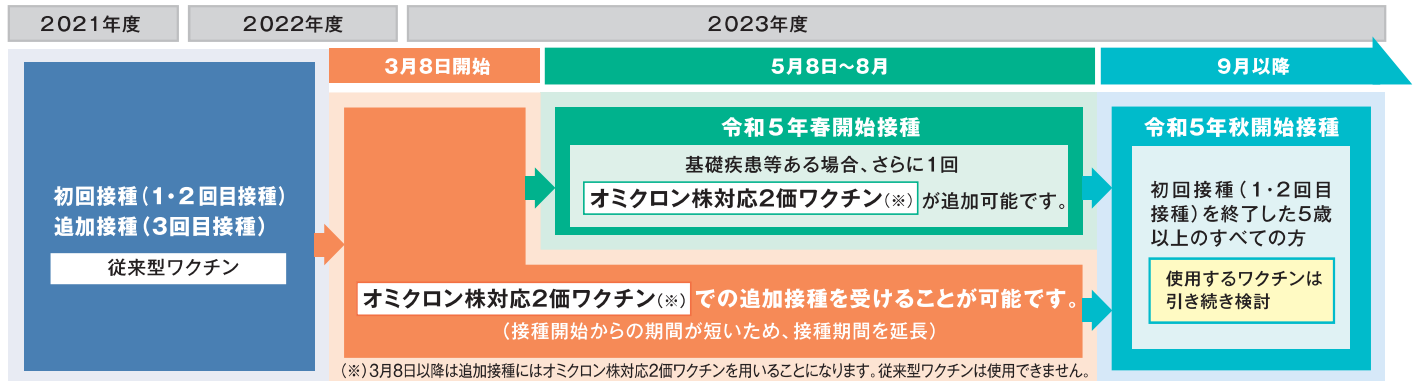 2021年度
2022年度
2023年度
3月8日開始
5月8日〜8月
9月以降
初回接種(1・2回目接種)
追加接種(3回目接種)
従来型ワクチン
令和5年春開始接種
基礎疾患等ある場合、さらに1回
オミクロン株対応2価ワクチン(※)が追加可能です。
オミクロン株対応2価ワクチン(※)での追加接種を受けることが可能です。
(接種開始からの期間が短いため、接種期間を延長)
令和5年秋開始接種
初回接種(1・2回目
接種)を終了した5歳
以上のすべての方
使用するワクチンは
引き続き検討
(※)3月8日以降は追加接種にはオミクロン株対応2価ワクチンを用いることになります。従来型ワクチンは使用できません。